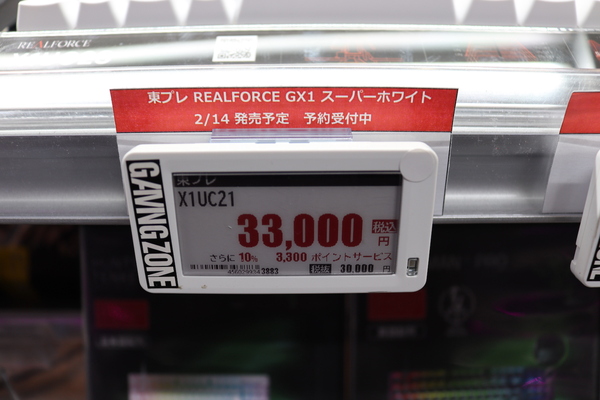 REALFORCE
東プレ REALFORCE GX1 スーパーホワイト
2/14 発売予定 予約受付中
GAMINGZONE
東プレ
X1UC21
33,000 税込
円
さらに 10% 3,300 ポイントサービス
3883 税抜 30,000 円